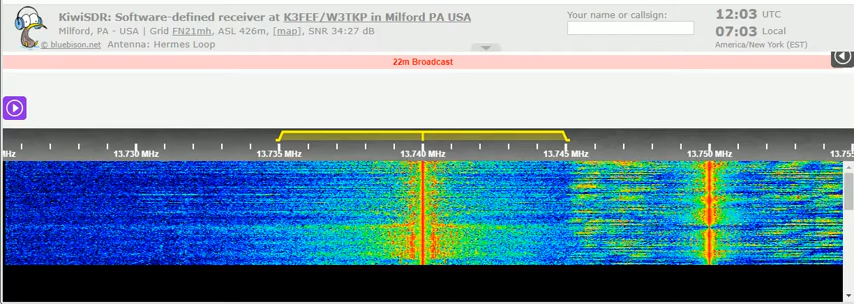 KiwiSDR: Software-defined receiver at K3FEF/W3TKP in Milford PA USA
Milford, PA - USA | Grid FN21mh, ASL 426m, [map], SNR 34:27 dB
© bluebison.net Antenna: Hermes Loop
Your name or callsign:
12:03 UTC
07:03 Local
America/New York (EST)
22m Broadcast
MHz 13.730 MHz 13.735 MHz 13.740 MHz 13.745 MHz 13.750 MHz 13.755